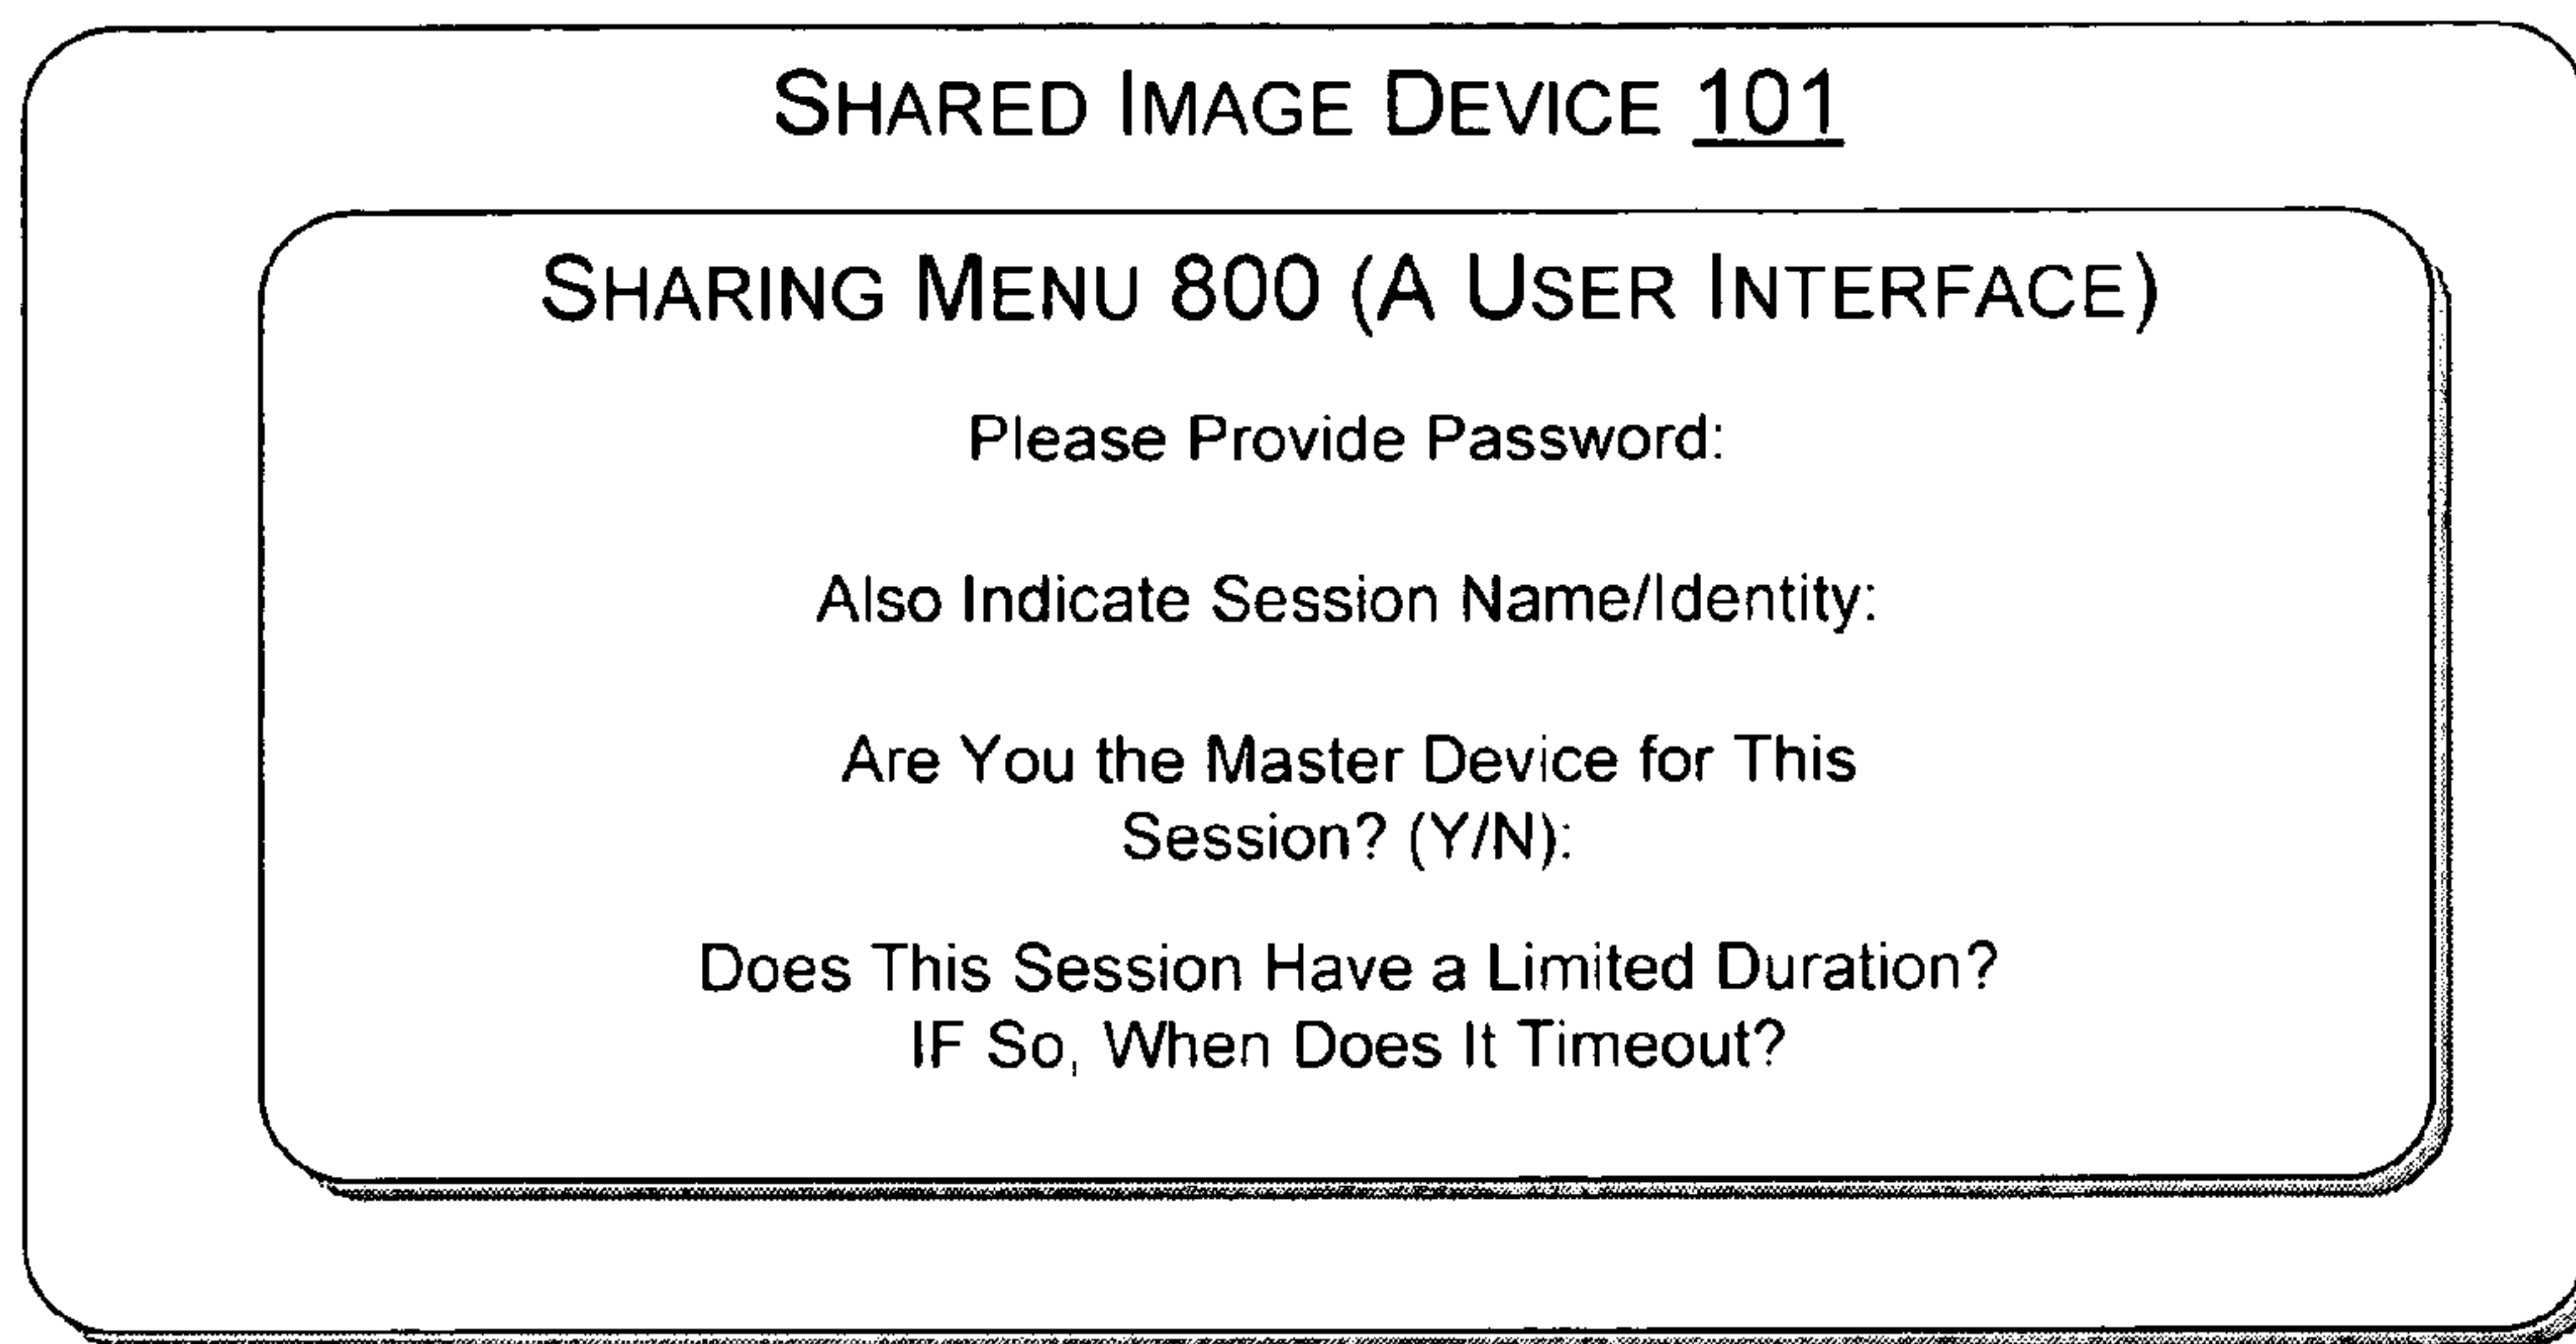 SHARED IMAGE DEVICE 101
SHARING MENU 800 (A USER INTERFACE)
Please Provide Password:
Also Indicate Session Name/Identity:
Are You the Master Device for This
Session? (Y/N):
Does This Session Have a Limited Duration?
IF So, When Does It Timeout?